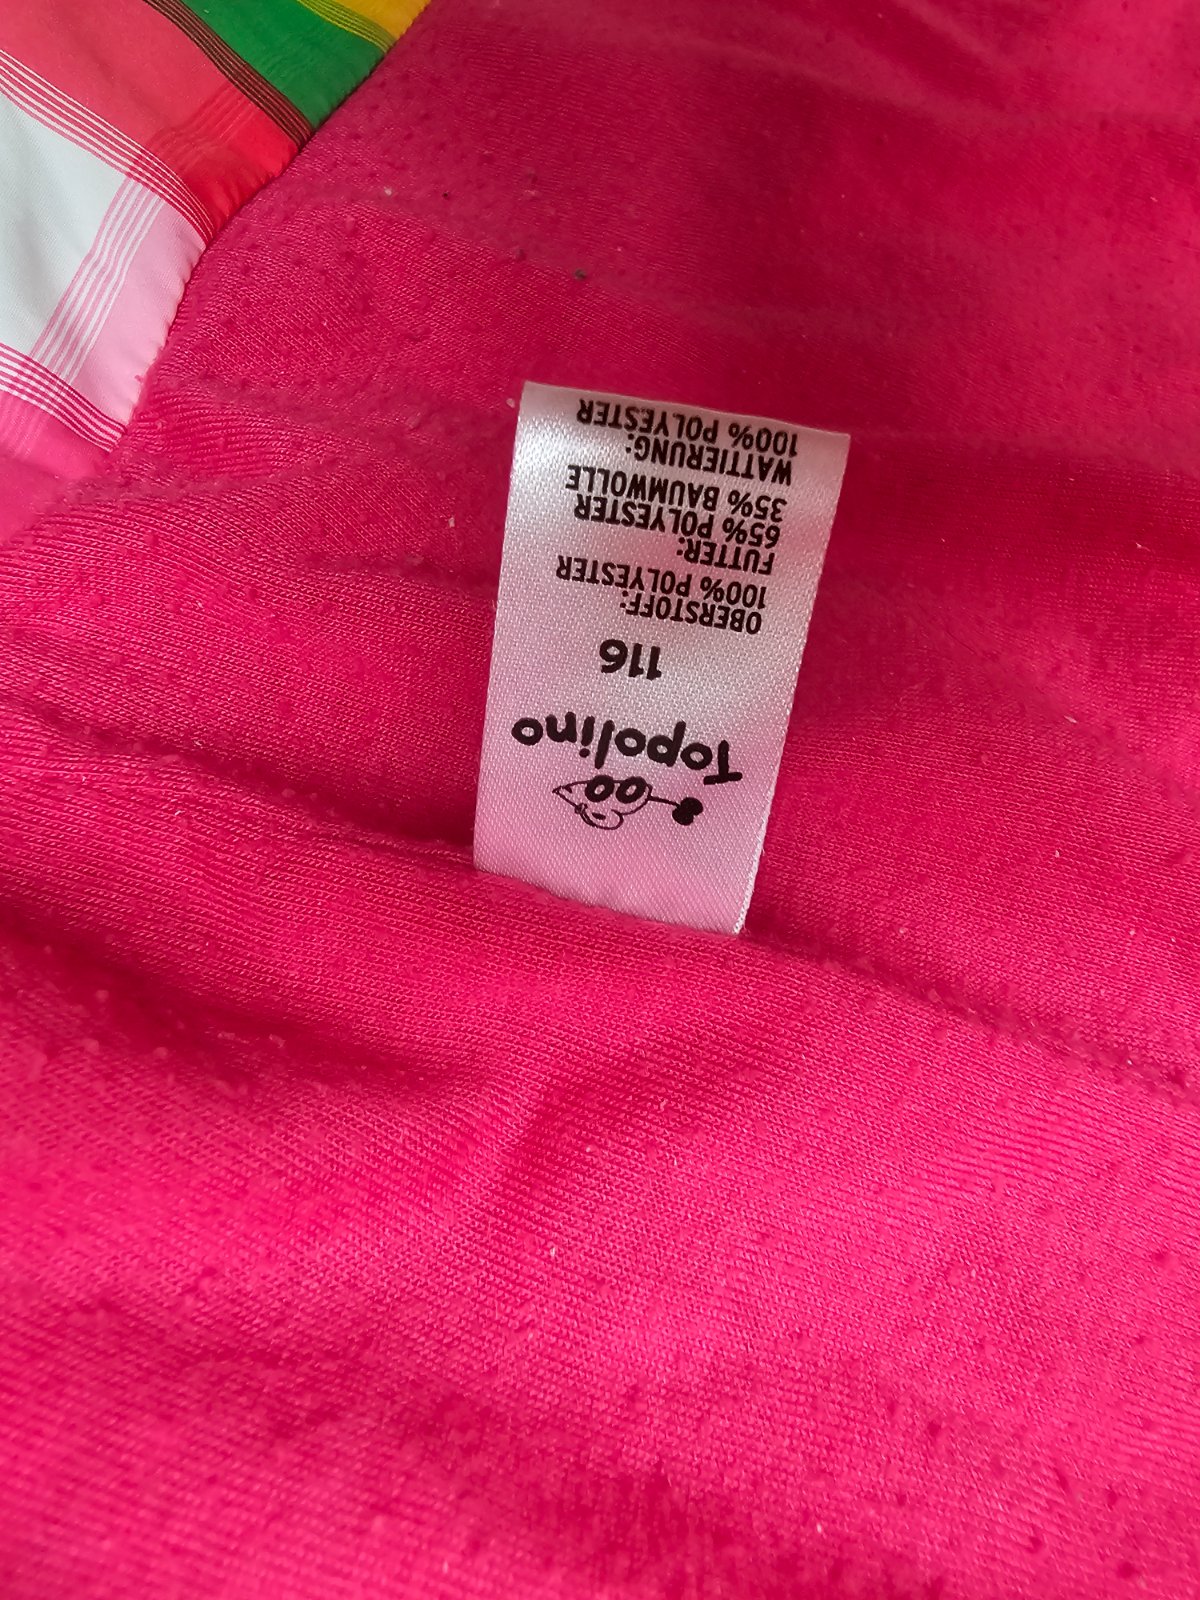 Topolino
116
OBERSTOFF:
100% POLYESTER
FUTTER:
65% POLYESTER
35% BAUMWOLLE
WATTIERUNG:
100% POLYESTER